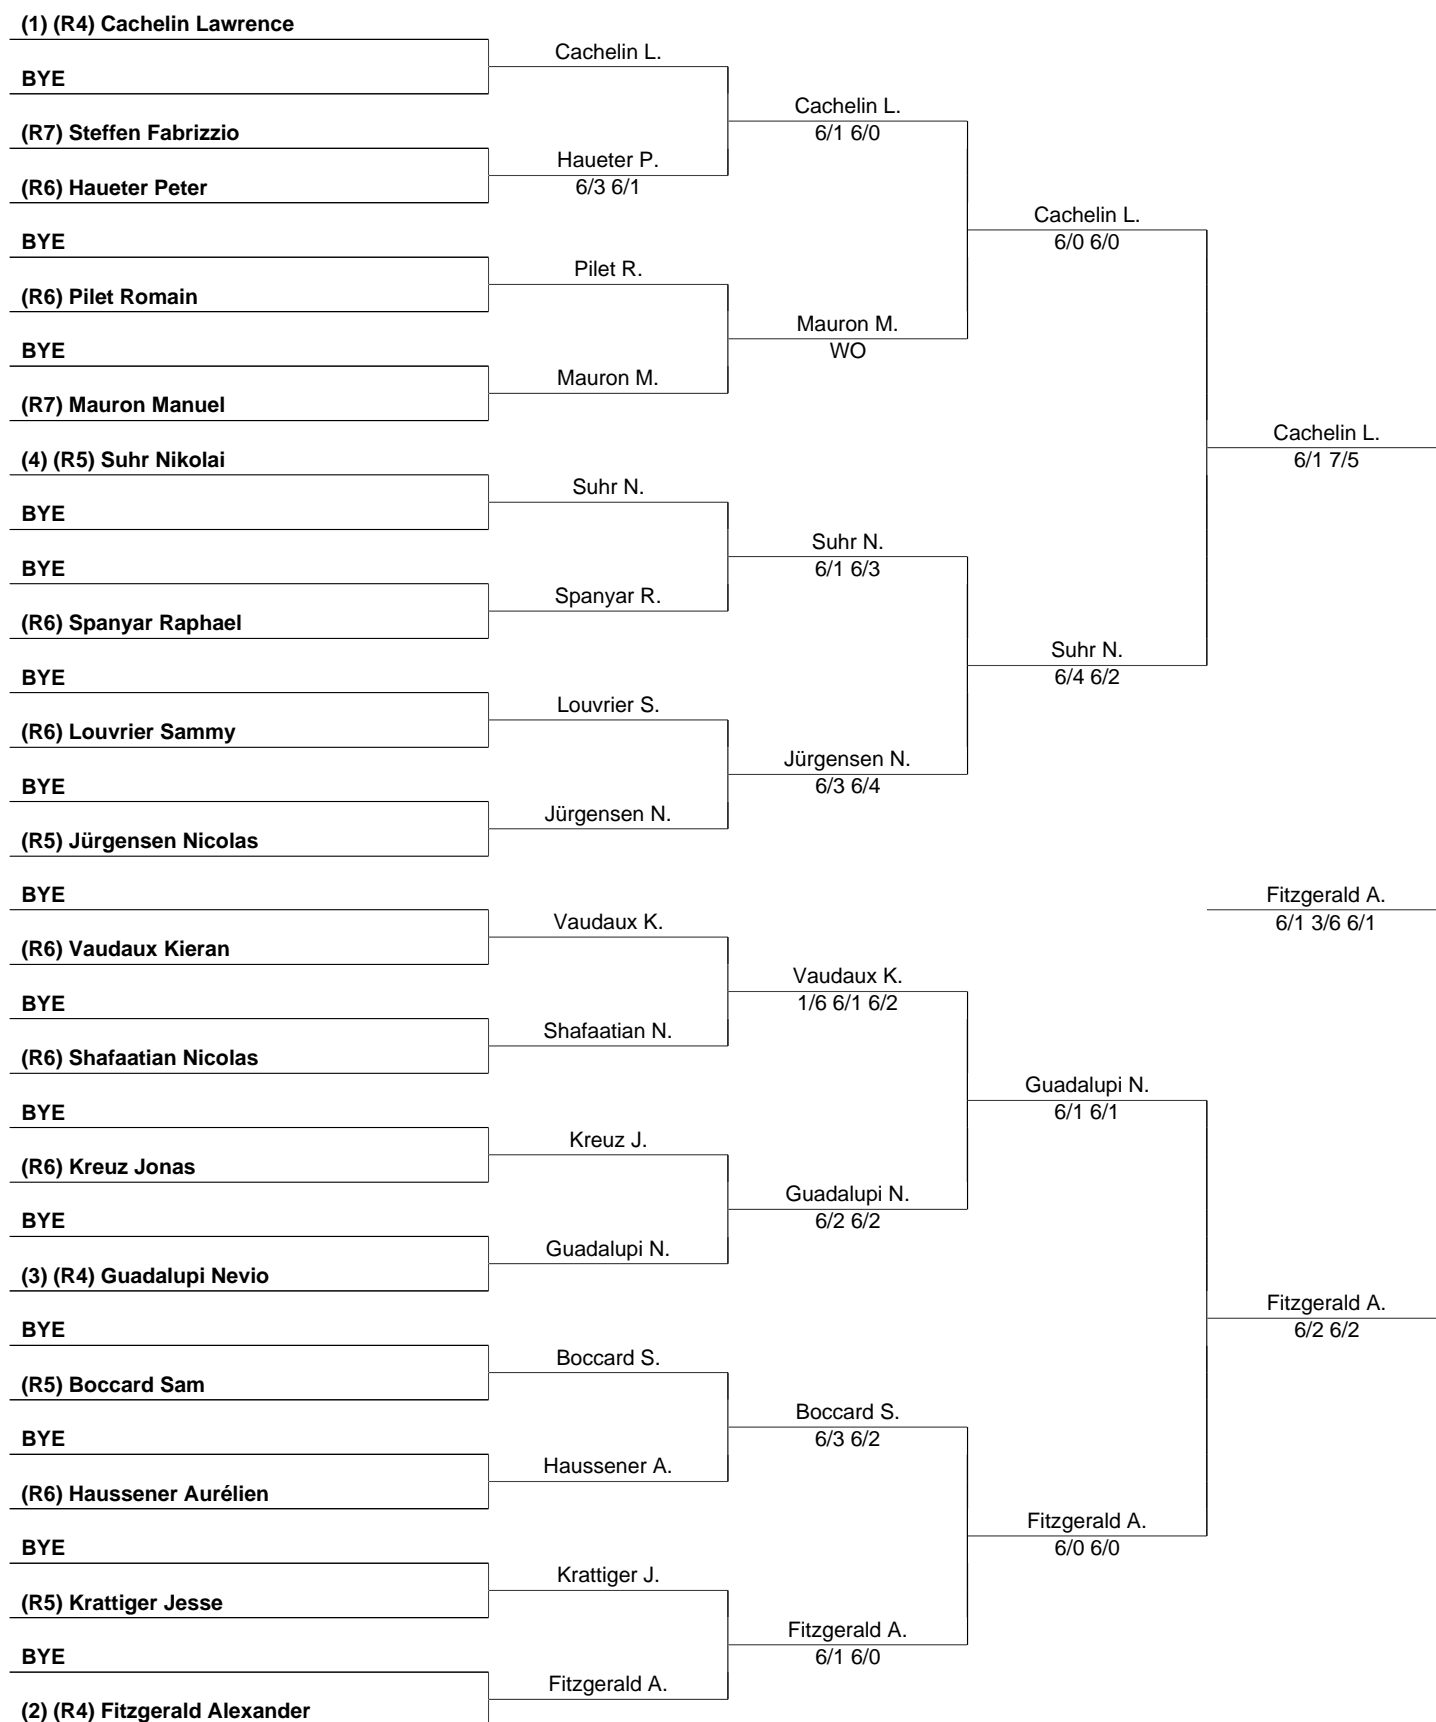 (1) (R4) Cachelin Lawrence
BYE
(R7) Steffen Fabrizzio
(R6) Haueter Peter
BYE
(R6) Pilet Romain
BYE
(R7) Mauron Manuel
(4) (R5) Suhr Nikolai
BYE
BYE
(R6) Spanyar Raphael
BYE
(R6) Louvrier Sammy
BYE
(R5) Jürgensen Nicolas
BYE
(R6) Vaudaux Kieran
BYE
(R6) Shafaatian Nicolas
BYE
(R6) Kreuz Jonas
BYE
(3) (R4) Guadalupi Nevio
BYE
(R5) Boccard Sam
BYE
(R6) Haussener Aurélien
BYE
(R5) Krattiger Jesse
BYE
(2) (R4) Fitzgerald Alexander
Cachelin L.
Haueter P.
6/3 6/1
Pilet R.
Mauron M.
Suhr N.
Spanyar R.
Louvrier S.
Jürgensen N.
Vaudaux K.
Shafaatian N.
Kreuz J.
Guadalupi N.
Boccard S.
Haussener A.
Krattiger J.
Fitzgerald A.
Cachelin L.
6/1 6/0
Mauron M.
WO
Suhr N.
6/1 6/3
Jürgensen N.
6/3 6/4
Vaudaux K.
1/6 6/1 6/2
Guadalupi N.
6/2 6/2
Boccard S.
6/3 6/2
Fitzgerald A.
6/1 6/0
Cachelin L.
6/0 6/0
Suhr N.
6/4 6/2
Guadalupi N.
6/1 6/1
Fitzgerald A.
6/0 6/0
Cachelin L.
6/1 7/5
Fitzgerald A.
6/1 3/6 6/1
Fitzgerald A.
6/2 6/2